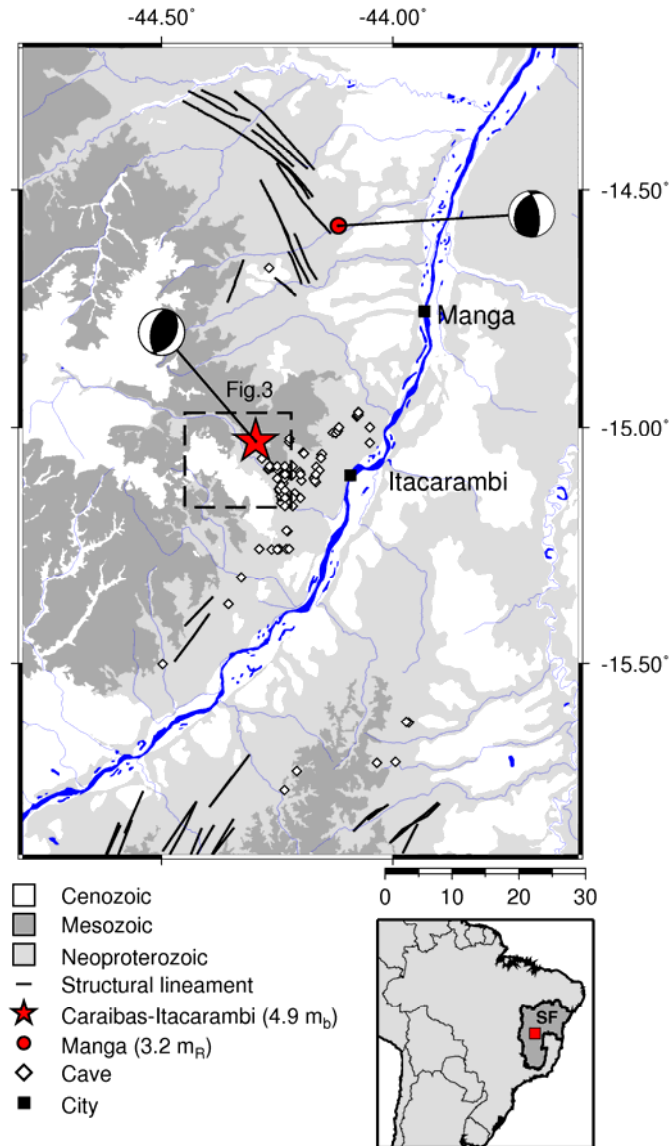 -44.50˚ -44.00˚
-14.50˚
Manga
Fig.3
-15.00˚
Itacarambi
-15.50˚
0 10 20 30
Cenozoic
Mesozoic
Neoproterozoic
Structural lineament
Caraibas-Itacarambi (4.9 mb)
Manga (3.2 mR)
Cave
City
SF